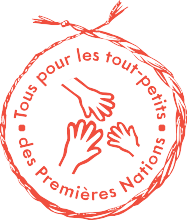 Tous pour les tout-petits
des Premières Nations